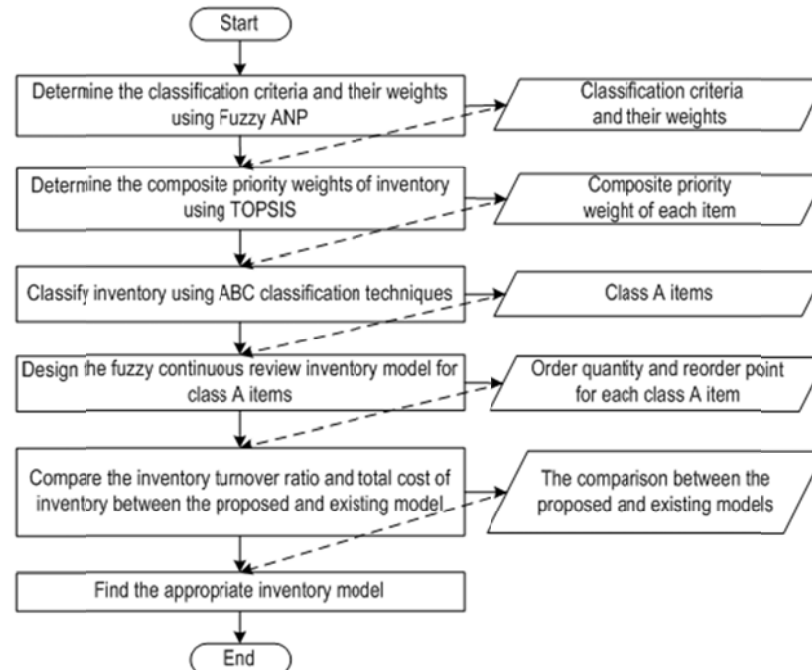 Start
Determine the classification criteria and their weights
using Fuzzy ANP
Classification criteria
and their weights
Determine the composite priority weights of inventory
using TOPSIS
Composite priority
weight of each item
Classify inventory using ABC classification techniques
Class A items
Design the fuzzy continuous review inventory model for
class A items
Order quantity and reorder point
for each class A item
Compare the inventory turnover ratio and total cost of
inventory between the proposed and existing model
The comparison between the
proposed and existing models
Find the appropriate inventory model
End